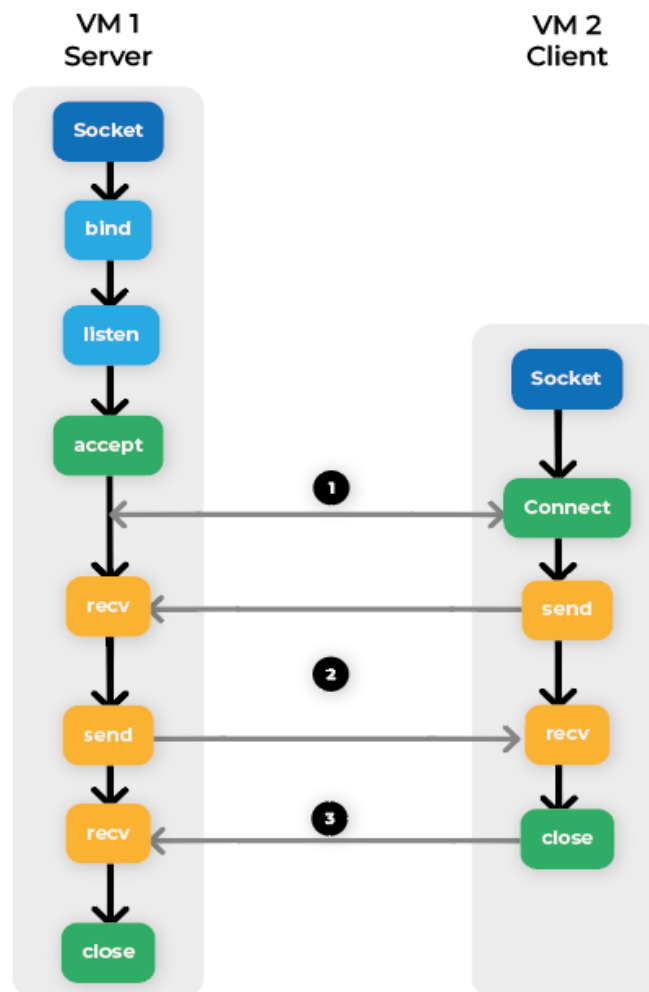 VM 1
Server
VM 2
Client
Socket
bind
listen
accept
Socket
1
Connect
recv
send
2
send
recv
3
recv
close
close